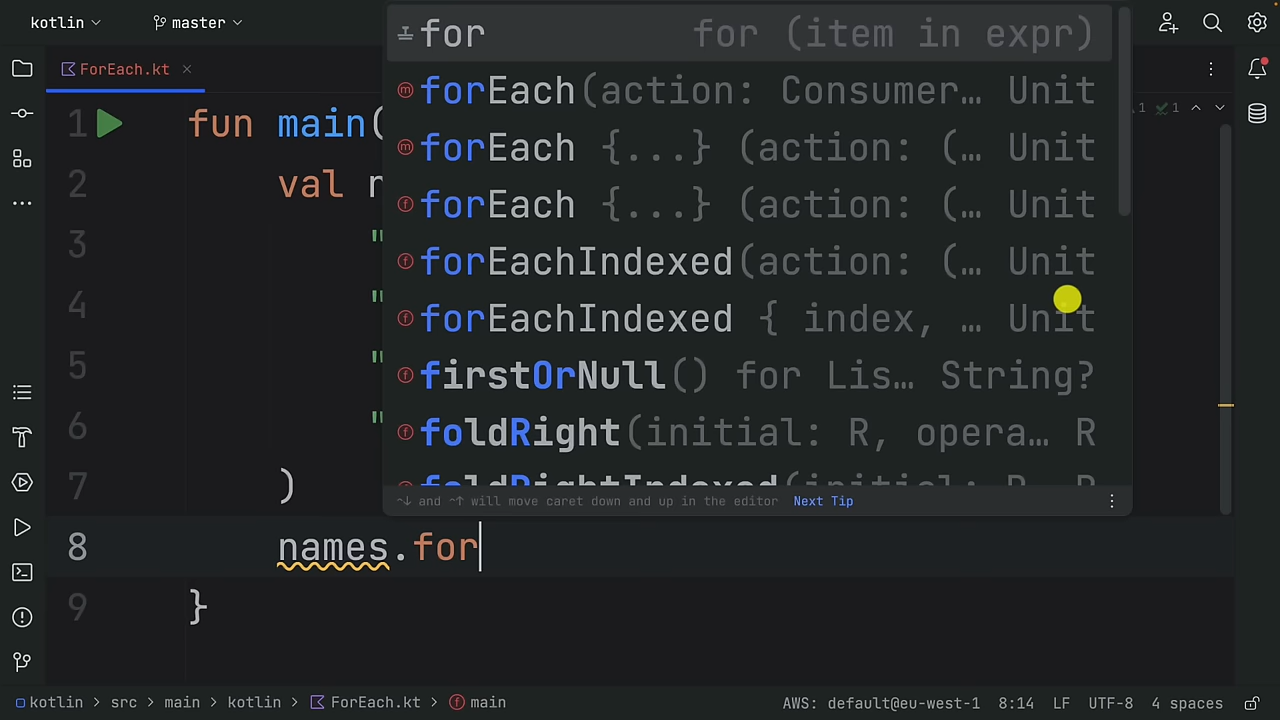 kotlin
master
ForEach.kt
1 fun main(
2 val n
3 "
4 "
5 "
6 "
7 )
8 names.for
9 }
for for (item in expr)
forEach(action: Consumer… Unit
forEach {...} (action: (… Unit
forEach {...} (action: (… Unit
forEachIndexed(action: (… Unit
forEachIndexed { index, … Unit
firstOrNull() for Lis… String?
foldRight(initial: R, opera… R
foldRightIndexed(initial: R, R
⌥↓ and ⌥↑ will move caret down and up in the editor Next Tip
1 1
kotlin > src > main > kotlin > ForEach.kt > main
AWS: default@eu-west-1 8:14 LF UTF-8 4 spaces